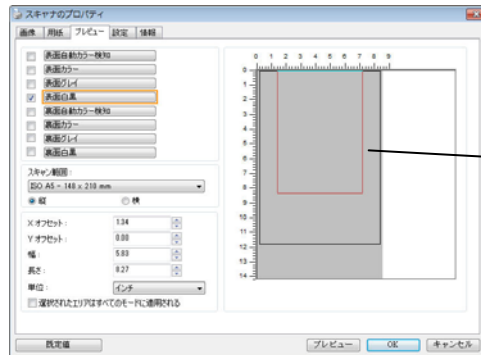 スキャナのプロパティ
画像 用紙 プレビュー 設定 情報
表面自動カラー検知
表面カラー
表面グレイ
表面白黒
裏面自動カラー検知
裏面カラー
裏面グレイ
裏面白黒
スキャン範囲:
ISO A5 - 148 x 210 mm
縦 横
X オフセット: 1.34
Y オフセット: 0.00
幅: 5.83
長さ: 8.27
単位: インチ
選択されたエリアはすべてのモードに適用される
0 1 2 3 4 5 6 7 8 9
0
1
2
3
4
5
6
7
8
9
10
11
12
13
14
既定値 プレビュー OK キャンセル